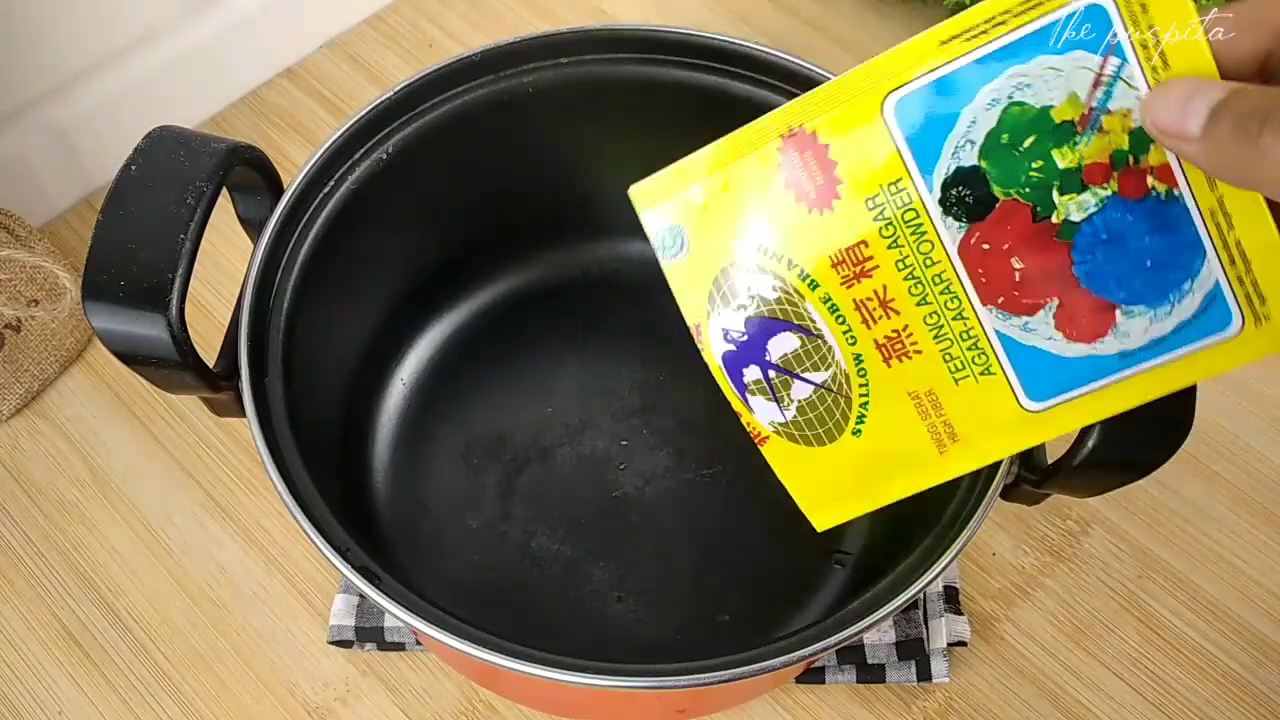 Ike puspita
SWALLOW GLOBE BRAND
燕菜精
TEPUNG AGAR-AGAR
AGAR-AGAR POWDER
TINGGI SERAT
HIGH FIBER